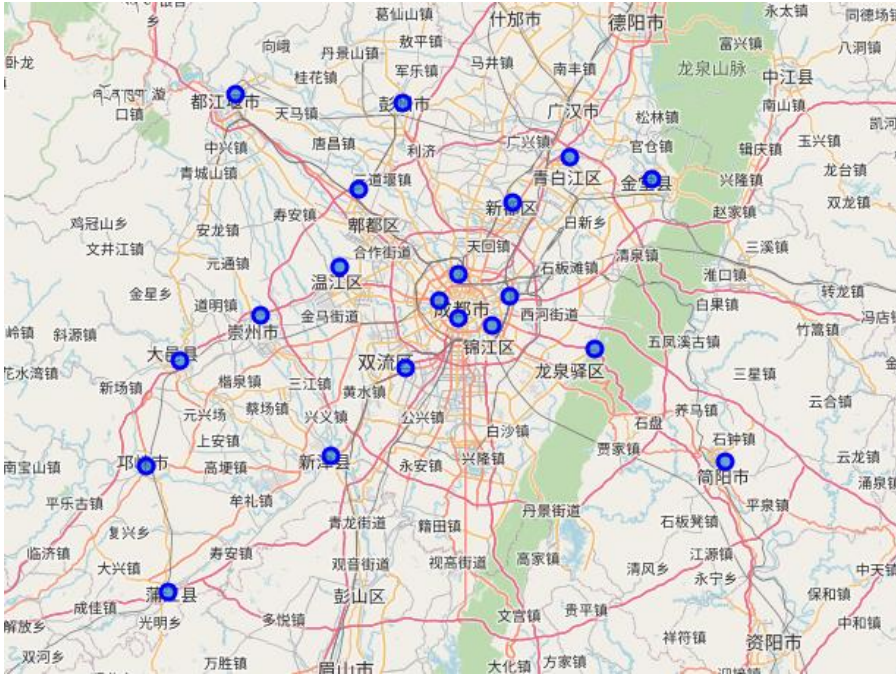 葛仙山镇
什邡市
德阳市
永太镇
同德场镇
卧龙
向峨
丹景山镇
敖平镇
马井镇
南丰镇
富兴镇
八洞镇
龙泉山脉
中江县
桂花镇
军乐镇
都江堰市
口镇
天马镇
广汉市
松林镇
南山镇
凯河
中兴镇
唐昌镇
利济
广兴镇
官仓镇
辑庆镇
玉兴镇
青城山镇
青白江区
金堂县
兴隆镇
龙台镇
寿安镇
新都区
双龙镇
鸡冠山乡
安龙镇
郫都区
日新乡
赵家镇
文井江镇
合作街道
天回镇
清泉镇
三溪镇
元通镇
温江区
石板滩镇
淮口镇
金星乡
道明镇
转龙镇
金马街道
成都市
西河街道
白果镇
冯店镇
斜源镇
崇州市
竹篙镇
大邑县
锦江区
五凤溪古镇
花水湾镇
双流区
龙泉驿区
三星镇
新场镇
楷泉镇
三江镇
黄水镇
元兴场
蔡场镇
兴义镇
公兴镇
石盘
养马镇
云合镇
上安镇
白沙镇
石钟镇
南宝山镇
高埂镇
新津县
永安镇
兴隆镇
贾家镇
云龙镇
简阳市
涌泉镇
平乐古镇
牟礼镇
丹景街道
平泉镇
复兴乡
青龙街道
籍田镇
石板凳镇
临济镇
寿安镇
大兴镇
观音街道
视高街道
高家镇
清风乡
江源镇
中天镇
永宁乡
蒲江县
成佳镇
彭山区
保和镇
解放乡
光明乡
多悦镇
文宫镇
贵平镇
中和镇
祥符镇
双河乡
万胜镇
眉山市
大化镇
方家镇
资阳市